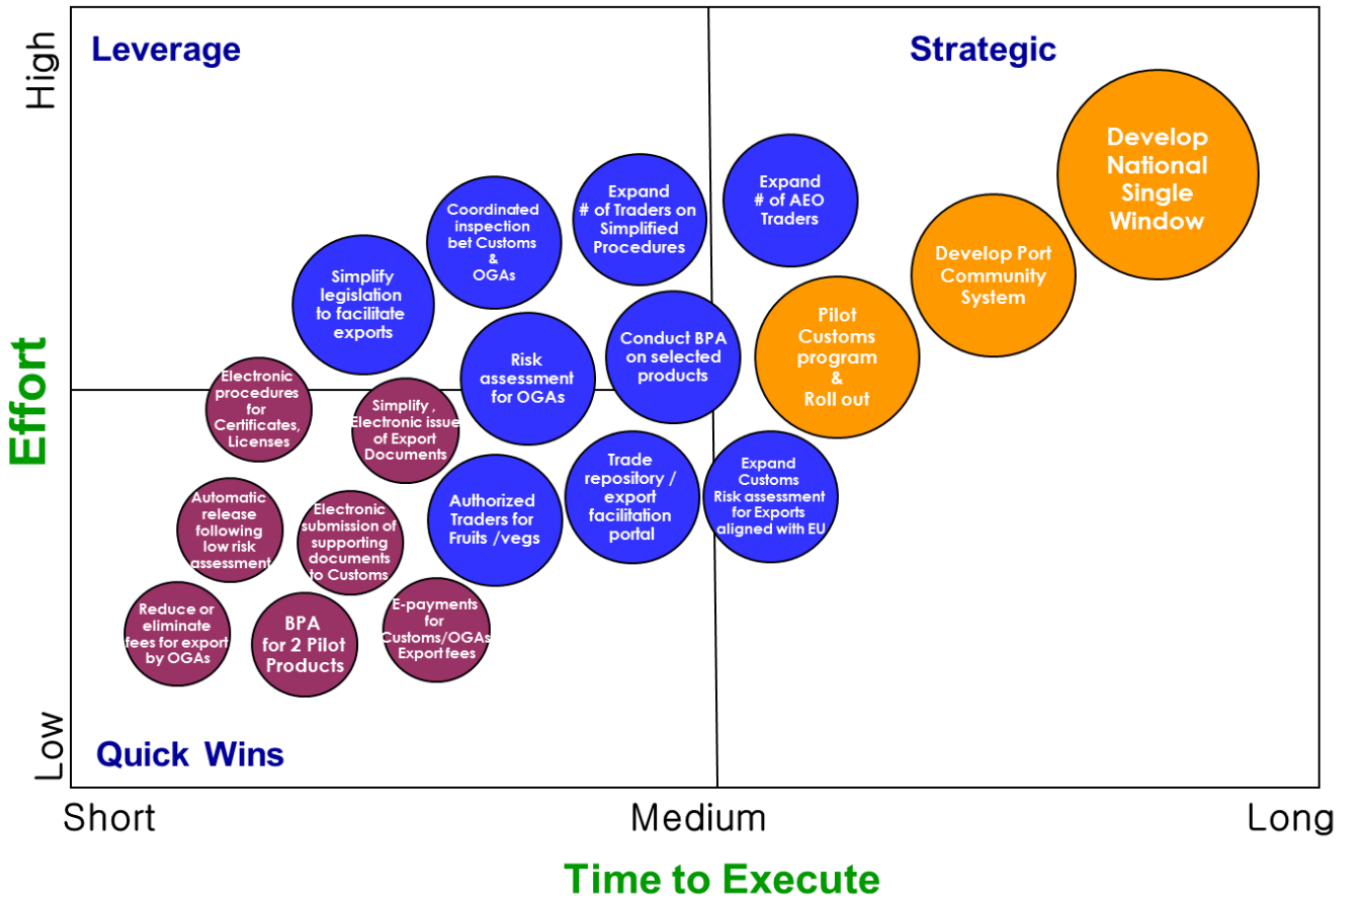 High
Leverage
Strategic
Develop
National
Single
Window
Expand
# of AEO
Traders
Expand
# of Traders on
Simplified
Procedures
Coordinated
inspection
bet Customs
&
OGAs
Simplify
legislation
to facilitate
exports
Develop Port
Community
System
Pilot
Customs
program
&
Roll out
Conduct BPA
on selected
products
Risk
assessment
for OGAs
Effort
Electronic
procedures
for
Certificates,
Licenses
Simplify ,
Electronic issue
of Export
Documents
Trade
repository /
export
facilitation
portal
Expand
Customs
Risk assessment
for Exports
aligned with EU
Authorized
Traders for
Fruits /vegs
Automatic
release
following
low risk
assessment
Electronic
submission of
supporting
documents
to Customs
Reduce or
eliminate
fees for export
by OGAs
BPA
for 2 Pilot
Products
E-payments
for
Customs/OGAs
Export fees
Low
Quick Wins
Short
Medium
Long
Time to Execute